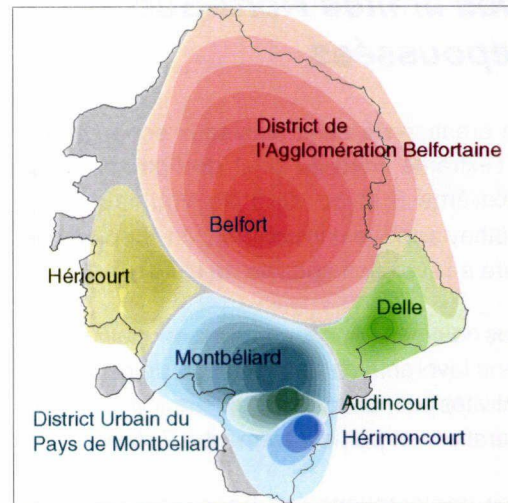 District de
l'Agglomération Belfortaine
Belfort
Héricourt
Delle
Montbéliard
Audincourt
District Urbain du
Pays de Montbéliard
Hérimoncourt